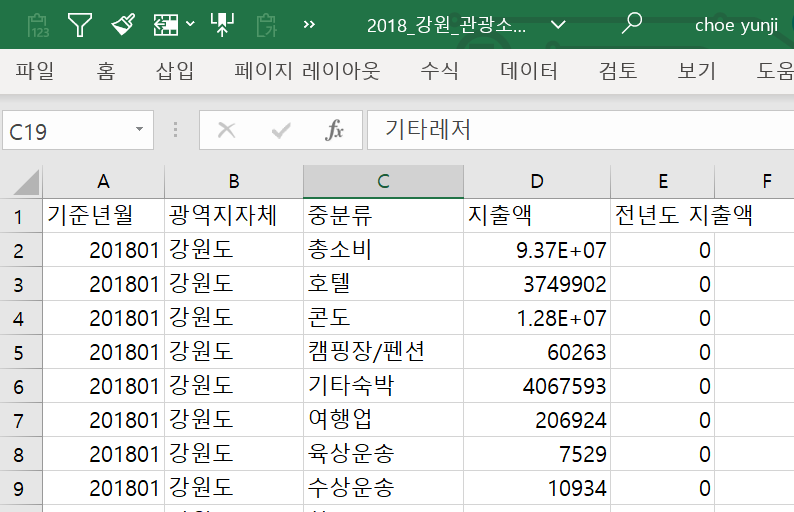 2018_강원_관광소... choe yunji
파일 홈 삽입 페이지 레이아웃 수식 데이터 검토 보기 도움
C19 fx 기타레저
A B C D E F
1 기준년월 광역지자체 중분류 지출액 전년도 지출액
2 201801 강원도 총소비 9.37E+07 0
3 201801 강원도 호텔 3749902 0
4 201801 강원도 콘도 1.28E+07 0
5 201801 강원도 캠핑장/펜션 60263 0
6 201801 강원도 기타숙박 4067593 0
7 201801 강원도 여행업 206924 0
8 201801 강원도 육상운송 7529 0
9 201801 강원도 수상운송 10934 0